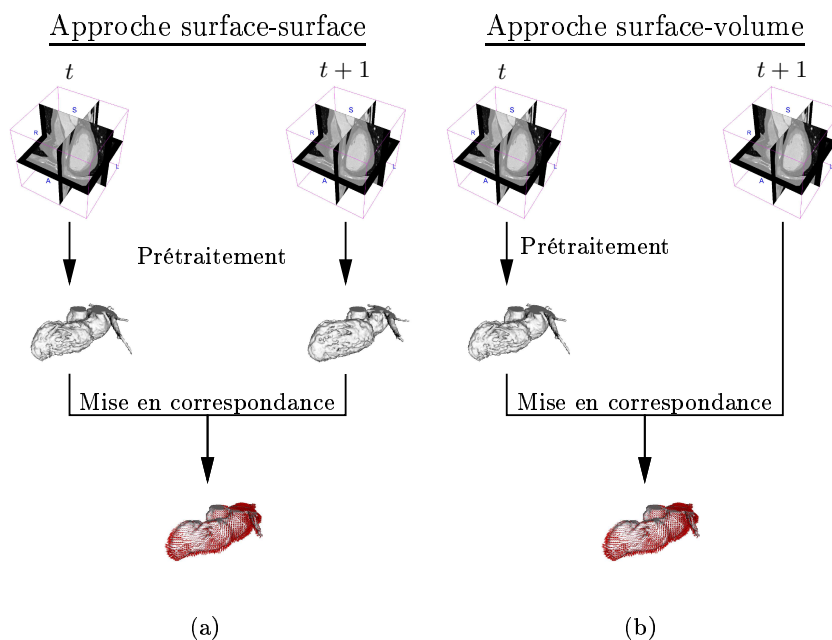 Approche surface-surface
Approche surface-volume
t
t + 1
t
t + 1
S
R
L
A
S
R
L
A
S
R
L
A
S
R
L
A
Prétraitement
Prétraitement
Mise en correspondance
Mise en correspondance
(a)
(b)